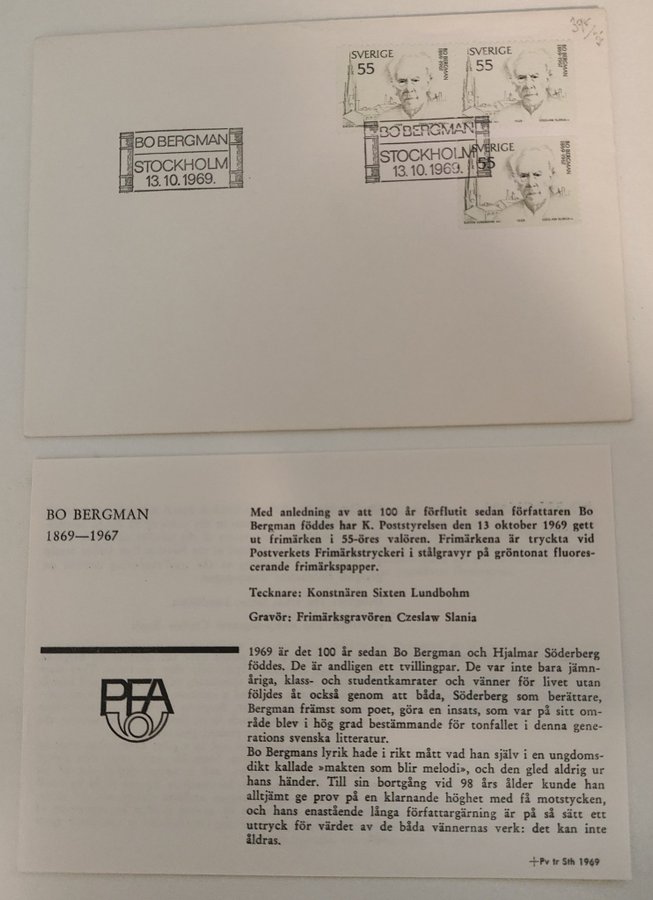 SVERIGE
55
BO BERGMAN
1869-1967
SVERIGE
55
BO BERGMAN
1869-1967
SVERIGE
55
BO BERGMAN
1869-1967
BO BERGMAN
STOCKHOLM
13.10.1969.
BO BERGMAN
STOCKHOLM
13.10.1969.
BO BERGMAN
1869—1967
Med anledning av att 100 år förflutit sedan författaren Bo
Bergman föddes har K. Poststyrelsen den 13 oktober 1969 gett
ut frimärken i 55-öres valören. Frimärkena är tryckta vid
Postverkets Frimärkstryckeri i stålgravyr på gröntonat fluores-
cerande frimärkspapper.
Tecknare: Konstnären Sixten Lundbohm
Gravör: Frimärksgravören Czeslaw Slania
PFA
1969 är det 100 år sedan Bo Bergman och Hjalmar Söderberg
föddes. De är andligen ett tvillingpar. De var inte bara jämn-
åriga, klass- och studentkamrater och vänner för livet utan
följdes åt också genom att båda, Söderberg som berättare,
Bergman främst som poet, göra en insats, som var på sitt om-
råde blev i hög grad bestämmande för tonfallet i denna gene-
rations svenska litteratur.
Bo Bergmans lyrik hade i rikt mått vad han själv i en ungdoms-
dikt kallade »makten som blir melodi», och den gled aldrig ur
hans händer. Till sin bortgång vid 98 års ålder kunde han
alltjämt ge prov på en klarnande höghet med få motstycken,
och hans enastående långa författargärning är på så sätt ett
uttryck för värdet av de båda vännernas verk: det kan inte
åldras.
Pv tr Sth 1969